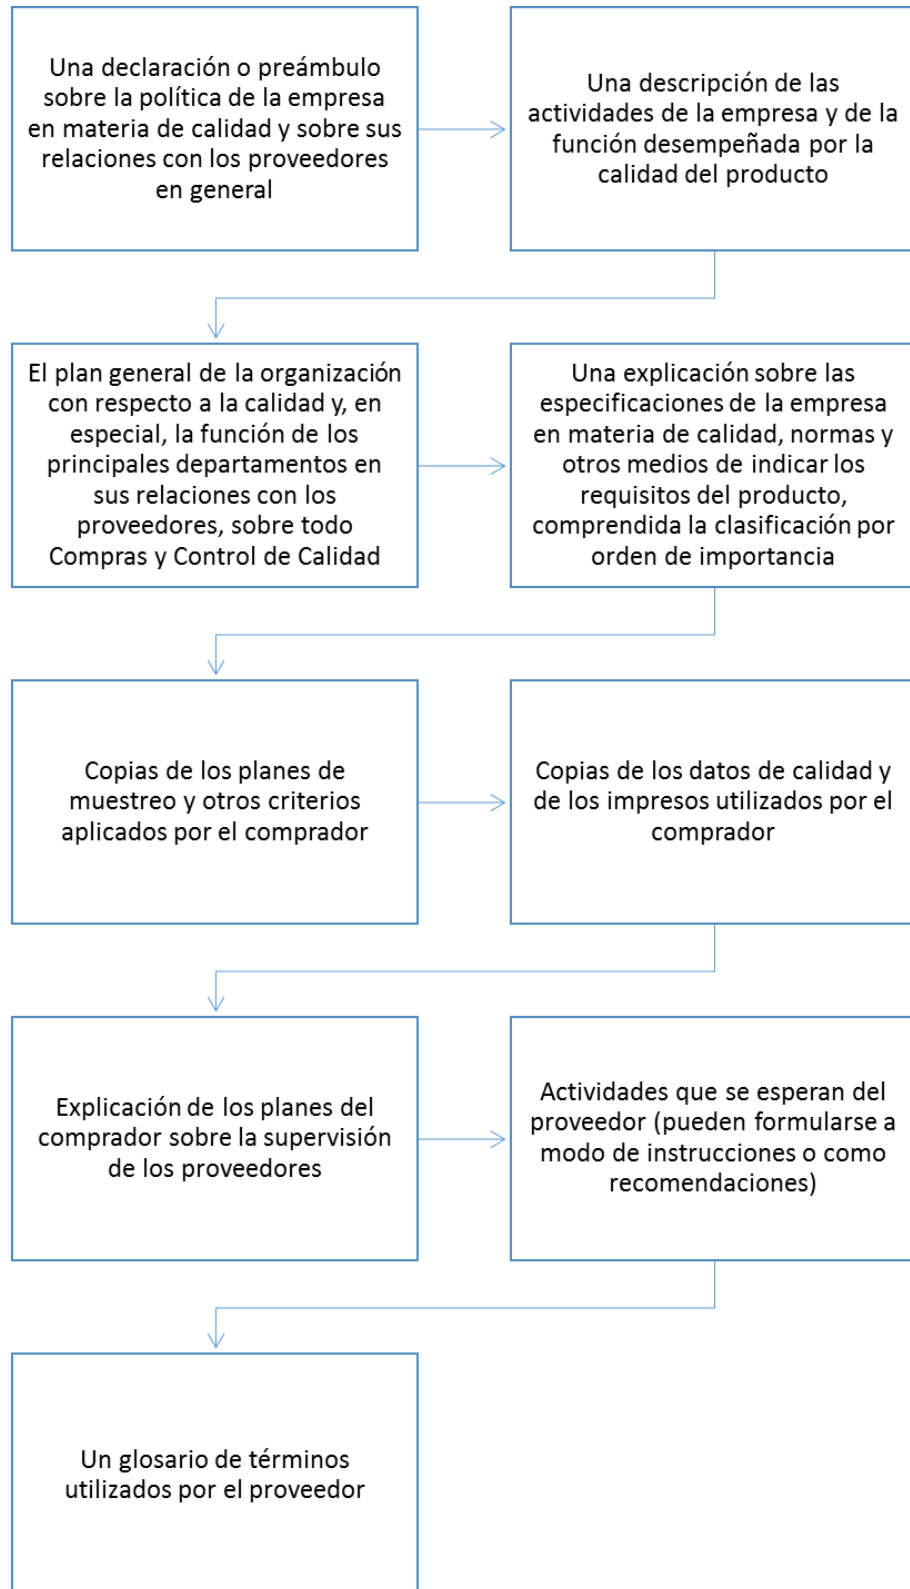 Una declaración o preámbulo
sobre la política de la empresa
en materia de calidad y sobre sus
relaciones con los proveedores
en general
Una descripción de las
actividades de la empresa y de la
función desempeñada por la
calidad del producto
El plan general de la organización
con respecto a la calidad y, en
especial, la función de los
principales departamentos en
sus relaciones con los
proveedores, sobre todo
Compras y Control de Calidad
Una explicación sobre las
especificaciones de la empresa
en materia de calidad, normas y
otros medios de indicar los
requisitos del producto,
comprendida la clasificación por
orden de importancia
Copias de los planes de
muestreo y otros criterios
aplicados por el comprador
Copias de los datos de calidad y
de los impresos utilizados por el
comprador
Explicación de los planes del
comprador sobre la supervisión
de los proveedores
Actividades que se esperan del
proveedor (pueden formularse a
modo de instrucciones o como
recomendaciones)
Un glosario de términos
utilizados por el proveedor